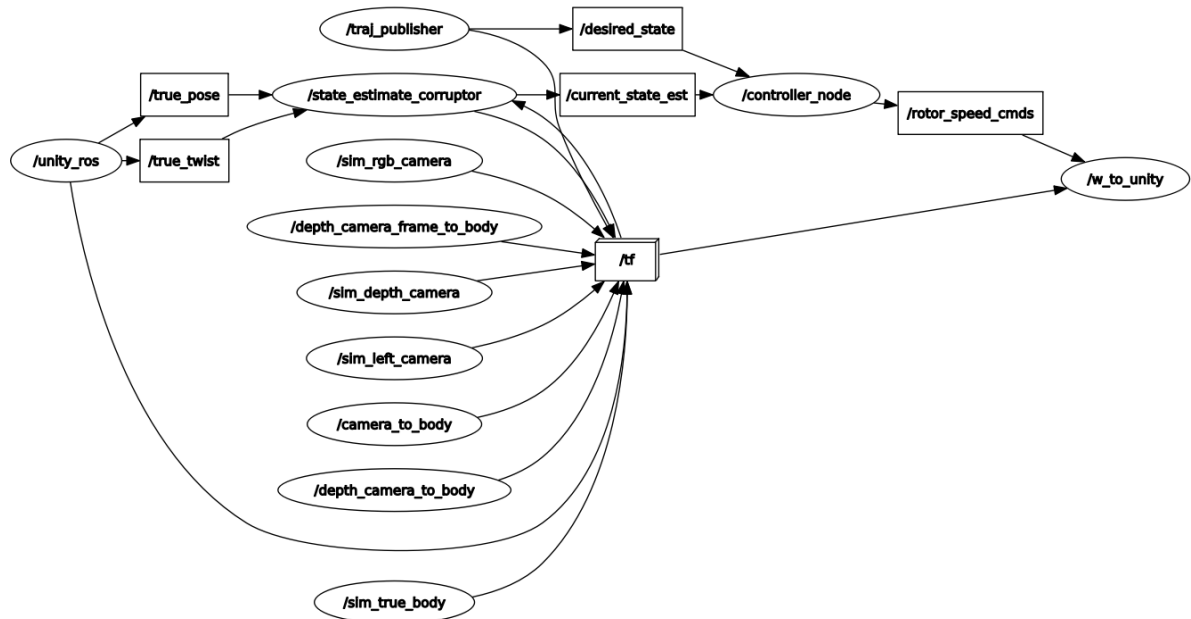 /traj_publisher
/desired_state
/true_pose
/state_estimate_corruptor
/current_state_est
/controller_node
/rotor_speed_cmds
/unity_ros
/true_twist
/sim_rgb_camera
/w_to_unity
/depth_camera_frame_to_body
/tf
/sim_depth_camera
/sim_left_camera
/camera_to_body
/depth_camera_to_body
/sim_true_body